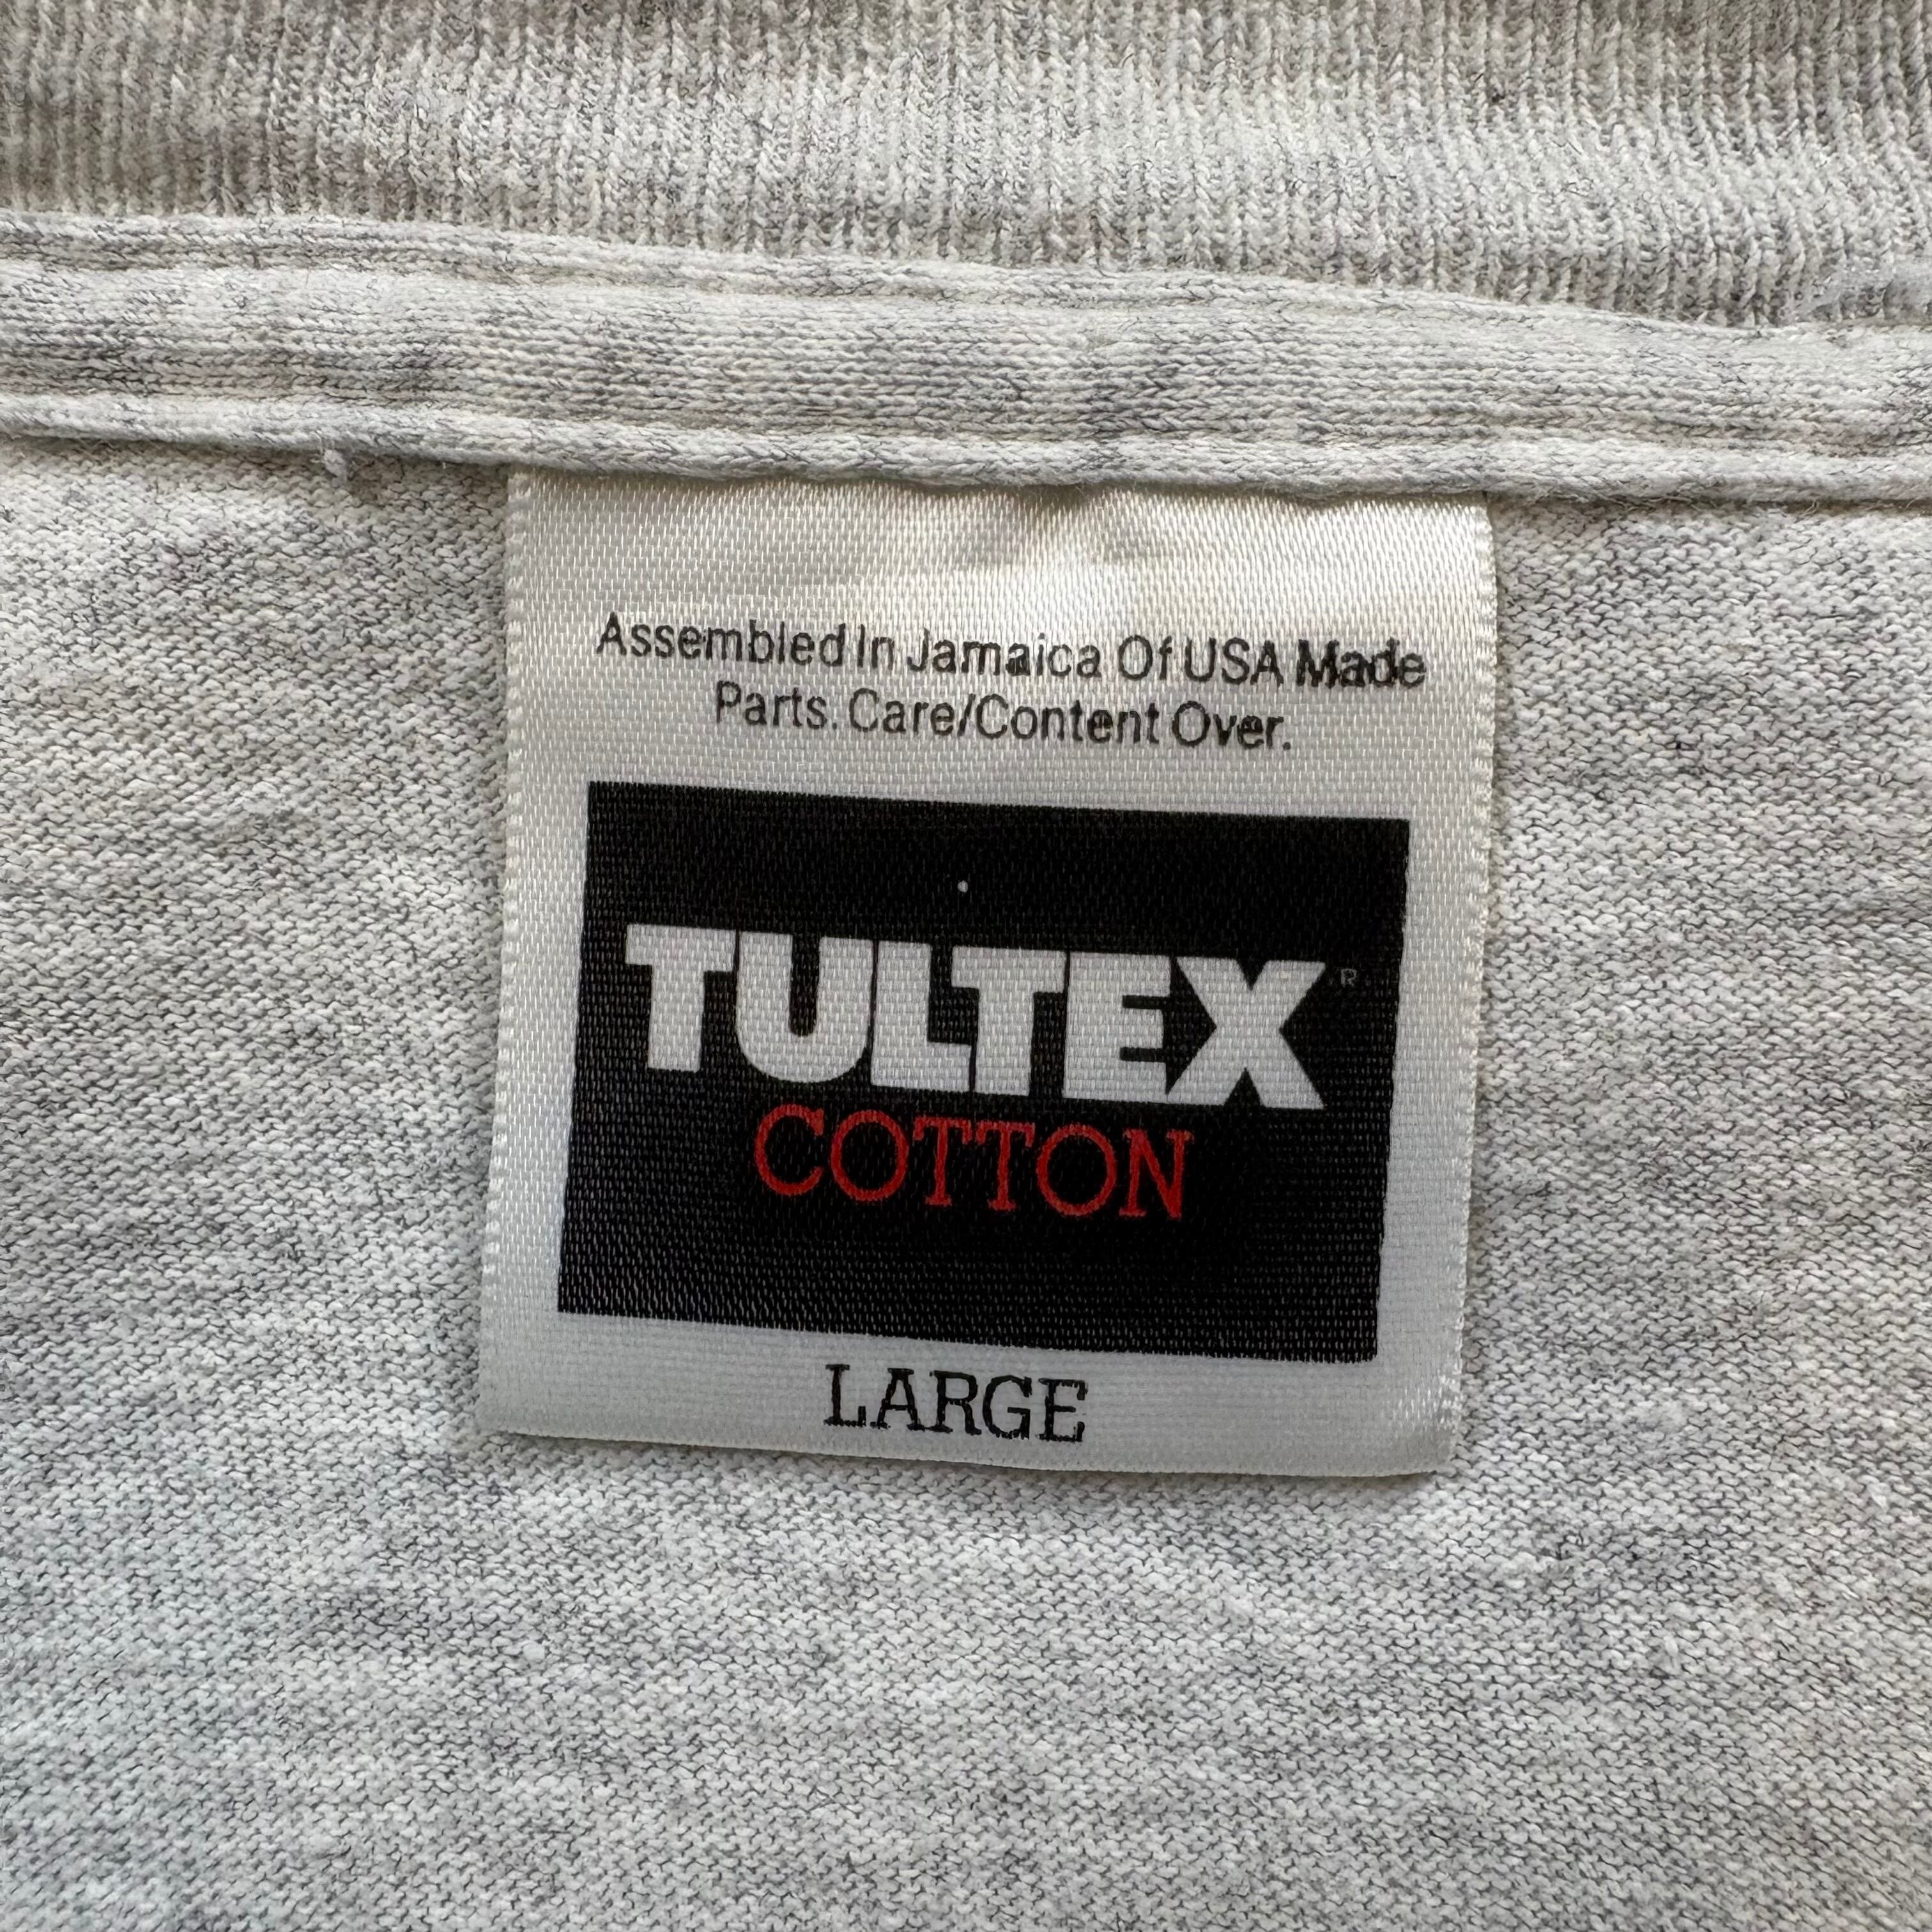 Assembled In Jamaica Of USA Made
Parts. Care/Content Over.
TULTEX®
COTTON
LARGE